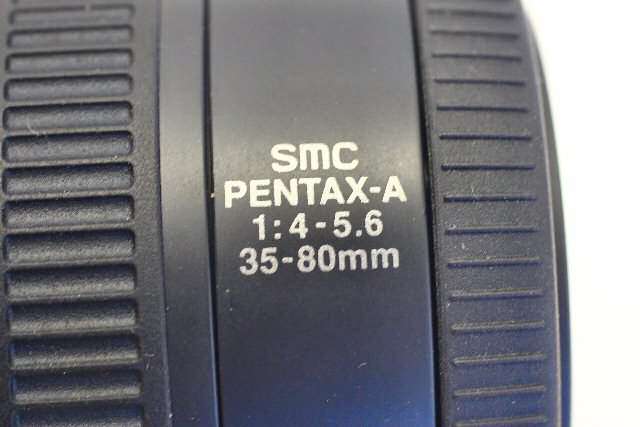 smc
PENTAX-A
1:4-5.6
35-80mm